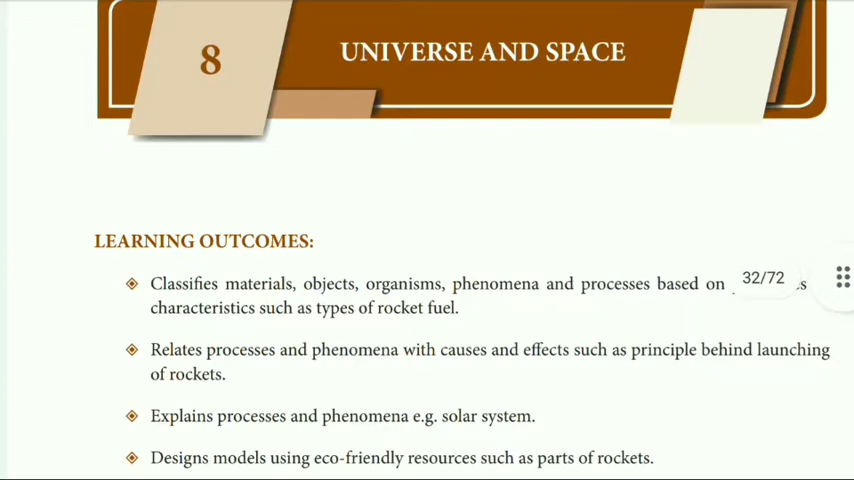 8
UNIVERSE AND SPACE
LEARNING OUTCOMES:
Classifies materials, objects, organisms, phenomena and processes based on
32/72
characteristics such as types of rocket fuel.
Relates processes and phenomena with causes and effects such as principle behind launching
of rockets.
Explains processes and phenomena e.g. solar system.
Designs models using eco-friendly resources such as parts of rockets.